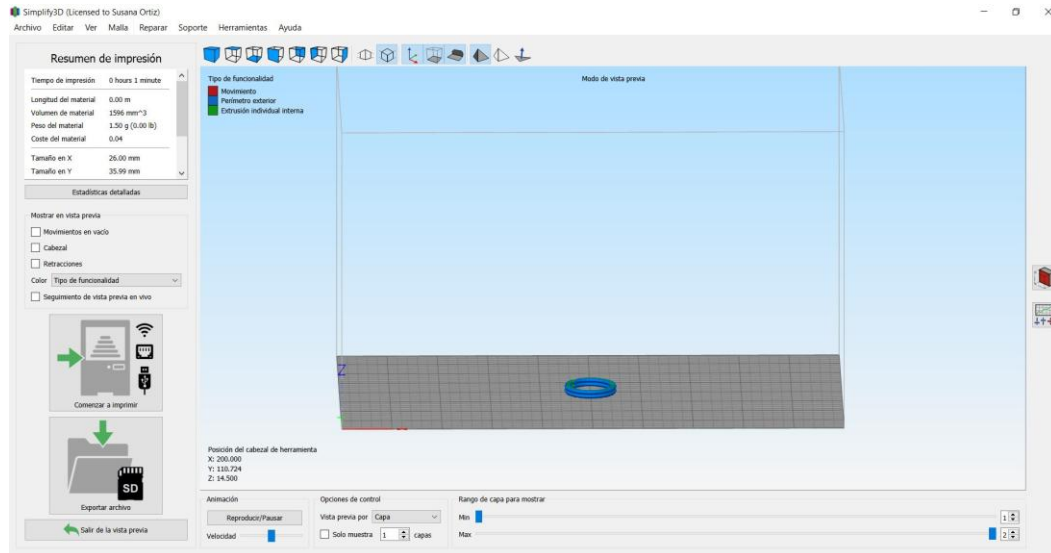 Simplify3D (Licensed to Susana Ortiz)
Archivo Editar Ver Malla Reparar Soporte Herramientas Ayuda
Resumen de impresión
Tiempo de impresión 0 hours 1 minute
Longitud del material 0.00 m
Volumen de material 1596 mm^3
Peso del material 1.50 g (0.00 lb)
Coste del material 0.04
Tamaño en X 26.00 mm
Tamaño en Y 35.99 mm
Estadísticas detalladas
Mostrar en vista previa
Movimientos en vacío
Cabezal
Retracciones
Color Tipo de funcionalidad
Seguimiento de vista previa en vivo
Comenzar a imprimir
SD
Exportar archivo
Salir de la vista previa
Tipo de funcionalidad
Movimiento
Perímetro exterior
Extrusión individual interna
Modo de vista previa
Z
Posición del cabezal de herramienta
X: 200.000
Y: 110.724
Z: 14.500
Animación
Reproducir/Pausar
Velocidad
Opciones de control
Vista previa por Capa
Solo muestra 1 capas
Rango de capa para mostrar
Min 1
Max 2